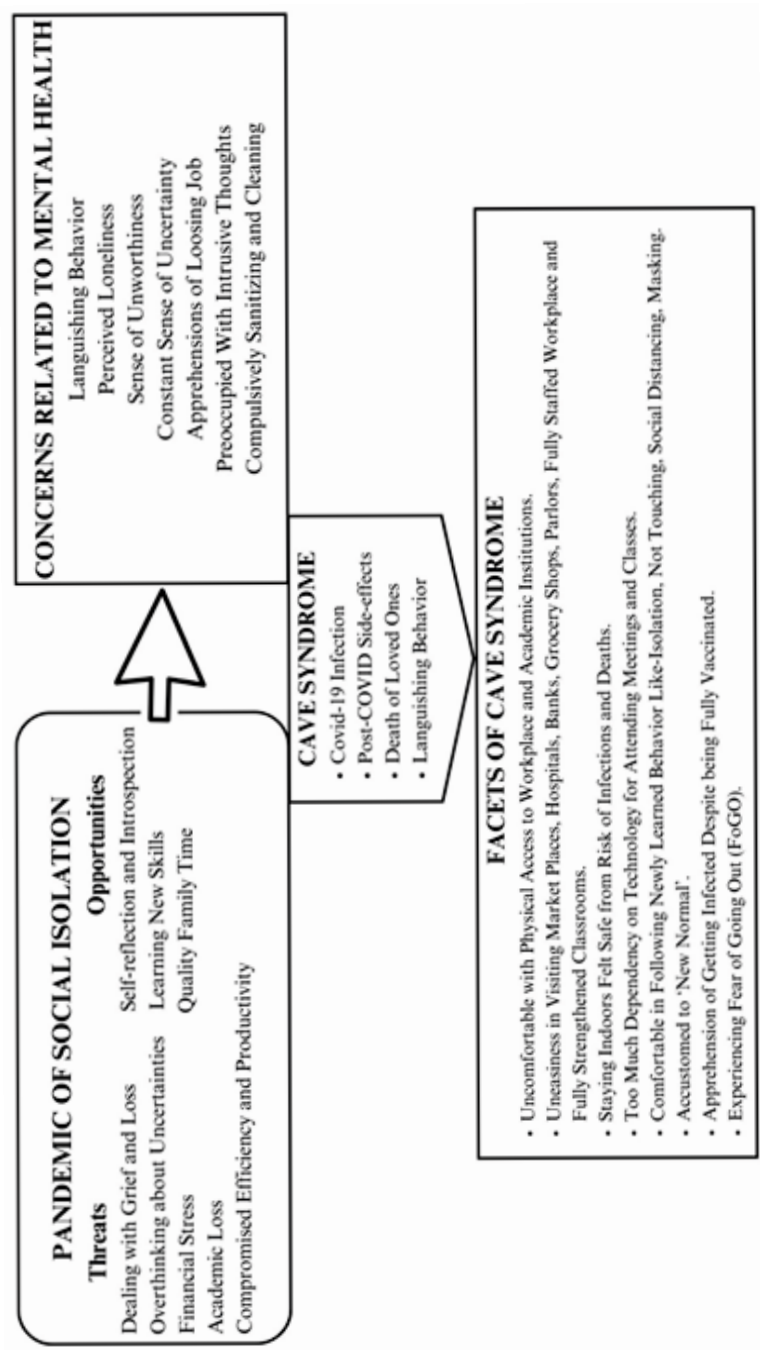 PANDEMIC OF SOCIAL ISOLATION
Threats
Dealing with Grief and Loss
Overthinking about Uncertainties
Financial Stress
Academic Loss
Compromised Efficiency and Productivity
Opportunities
Self-reflection and Introspection
Learning New Skills
Quality Family Time
CONCERNS RELATED TO MENTAL HEALTH
Languishing Behavior
Perceived Loneliness
Sense of Unworthiness
Constant Sense of Uncertainty
Apprehensions of Loosing Job
Preoccupied With Intrusive Thoughts
Compulsively Sanitizing and Cleaning
CAVE SYNDROME
• Covid-19 Infection
• Post-COVID Side-effects
• Death of Loved Ones
• Languishing Behavior
FACETS OF CAVE SYNDROME
• Uncomfortable with Physical Access to Workplace and Academic Institutions.
• Uneasiness in Visiting Market Places, Hospitals, Banks, Grocery Shops, Parlors, Fully Staffed Workplace and
Fully Strengthened Classrooms.
• Staying Indoors Felt Safe from Risk of Infections and Deaths.
• Too Much Dependency on Technology for Attending Meetings and Classes.
• Comfortable in Following Newly Learned Behavior Like-Isolation, Not Touching, Social Distancing, Masking.
• Accustomed to 'New Normal'.
• Apprehension of Getting Infected Despite being Fully Vaccinated.
• Experiencing Fear of Going Out (FoGO).